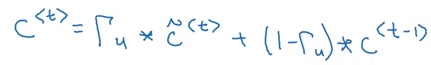 c^{<t>} = Γ_u * c̃^{<t>} + (1-Γ_u) * c^{<t-1>}